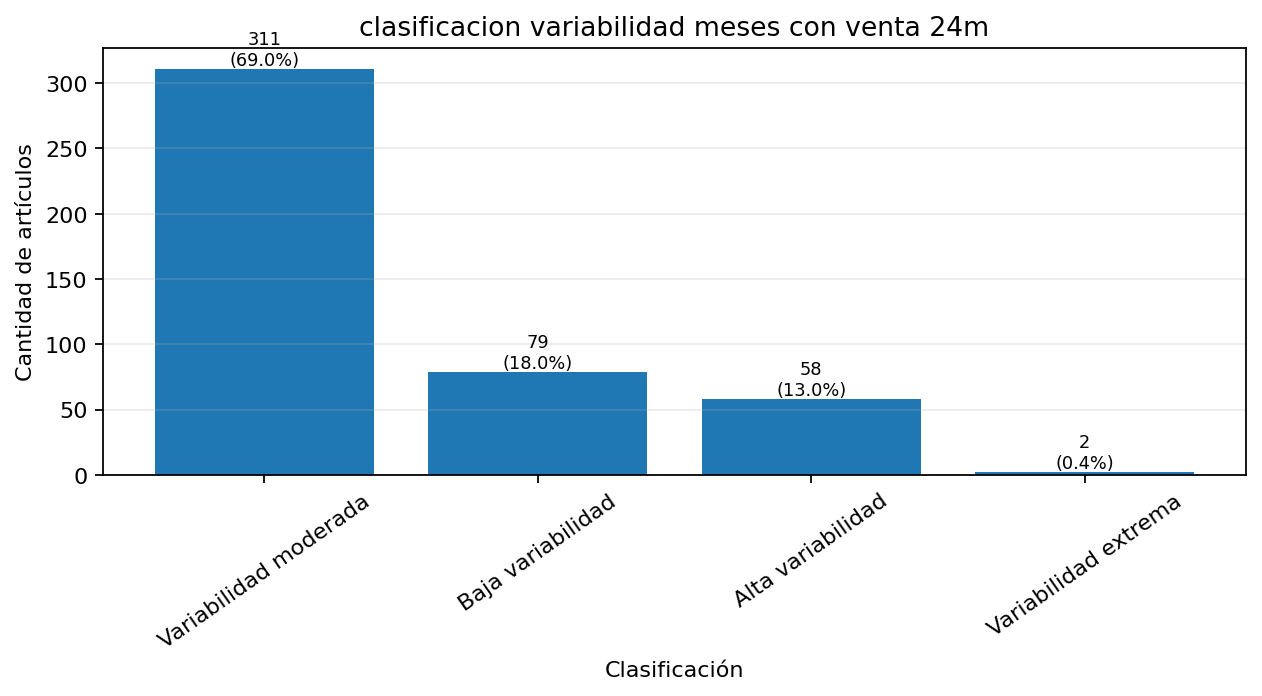 clasificacion variabilidad meses con venta 24m
Cantidad de artículos
300
250
200
150
100
50
0
311
(69.0%)
79
(18.0%)
58
(13.0%)
2
(0.4%)
Variabilidad moderada
Baja variabilidad
Alta variabilidad
Variabilidad extrema
Clasificación